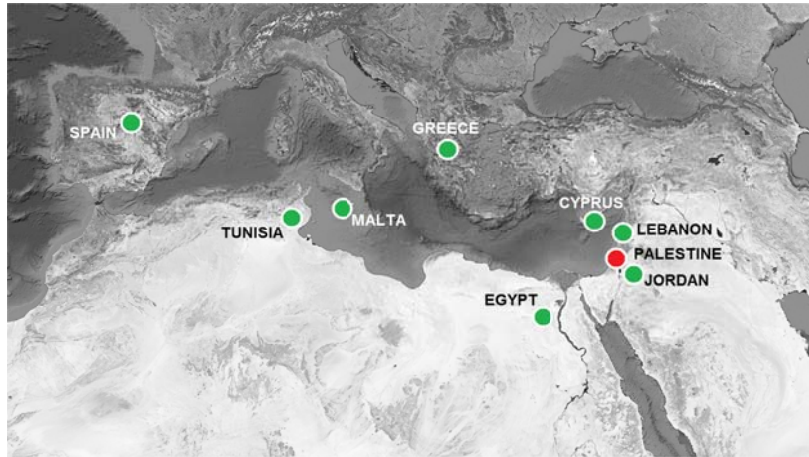 SPAIN
GREECE
TUNISIA
MALTA
CYPRUS
LEBANON
PALESTINE
JORDAN
EGYPT